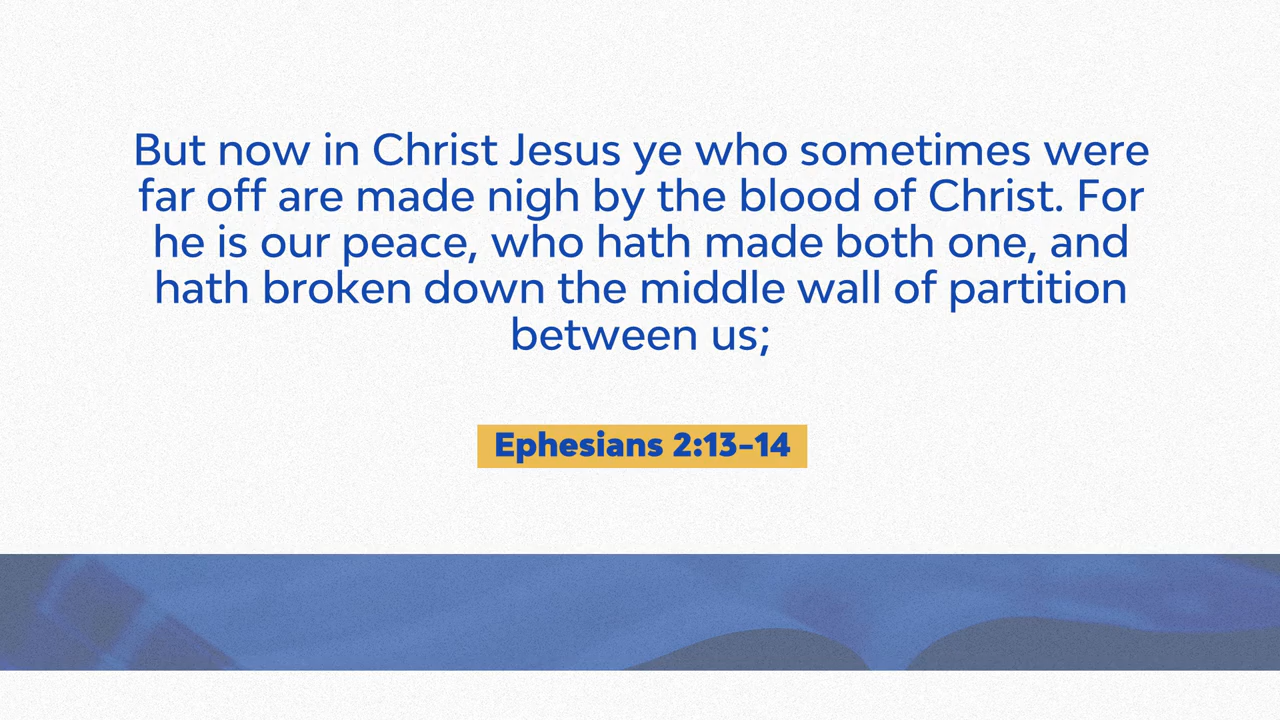 But now in Christ Jesus ye who sometimes were
far off are made nigh by the blood of Christ. For
he is our peace, who hath made both one, and
hath broken down the middle wall of partition
between us;
Ephesians 2:13–14